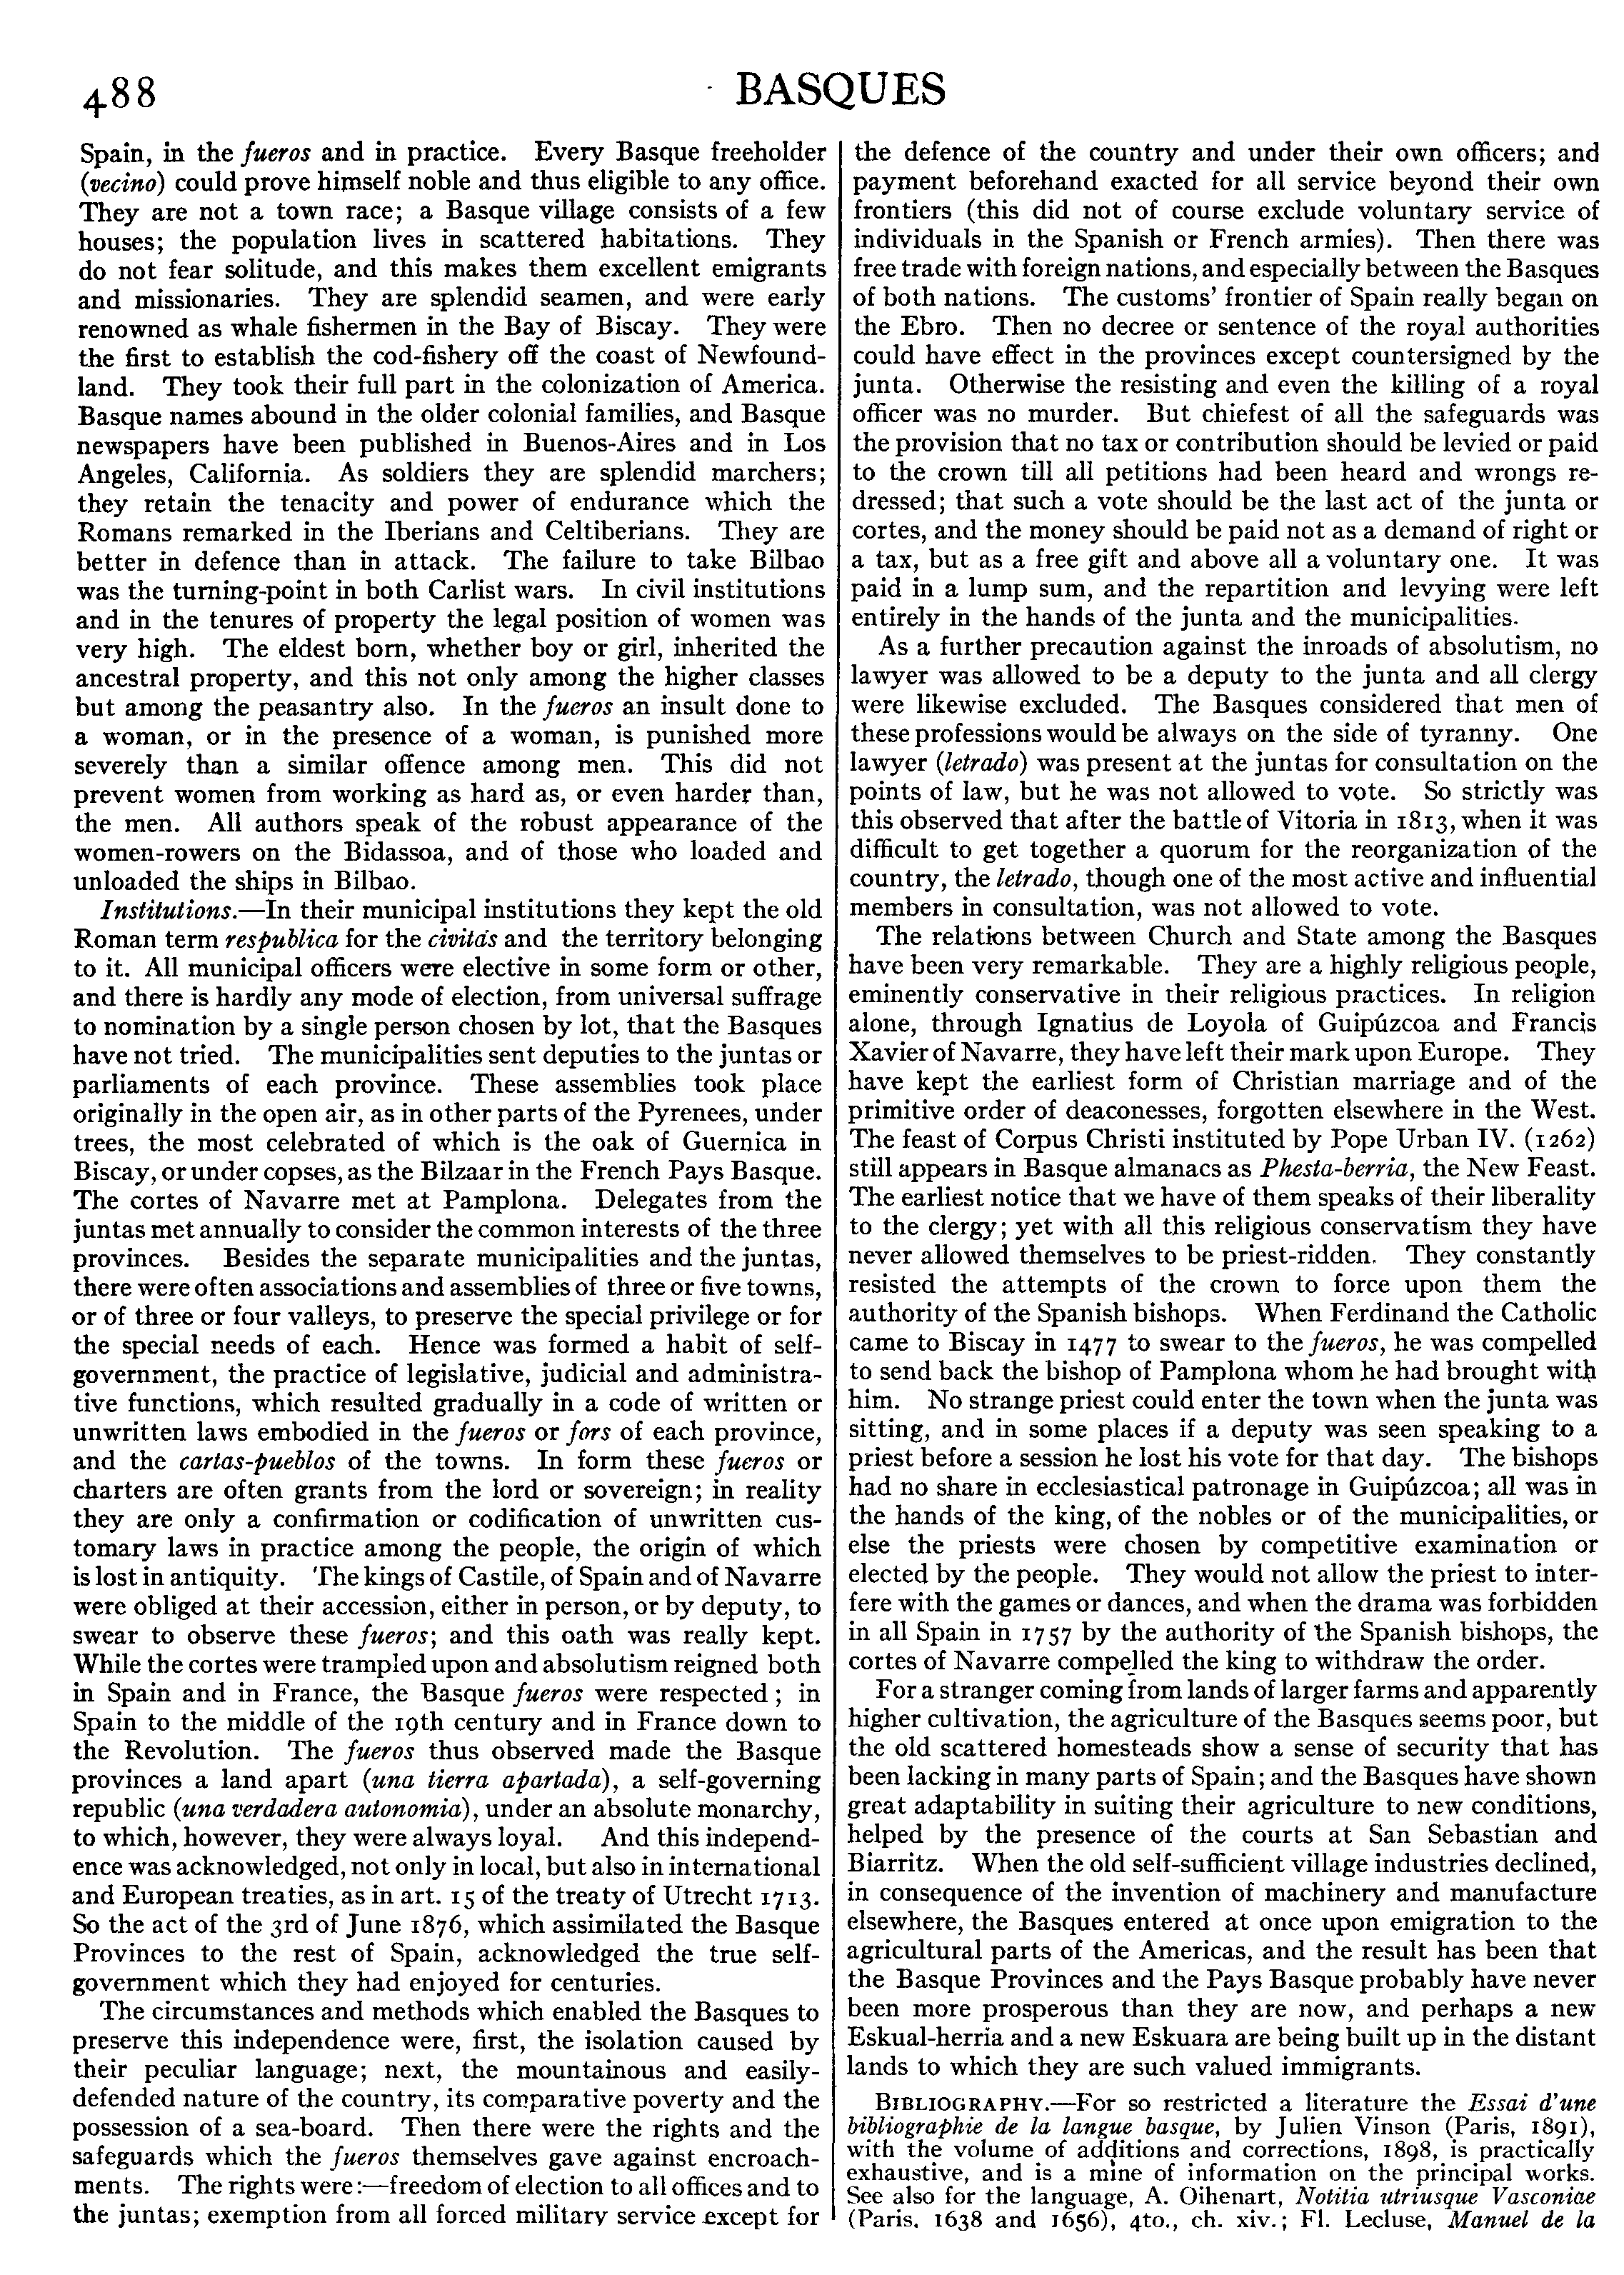 488
BASQUES
Spain, in the fueros and in practice. Every Basque freeholder
(vecino) could prove himself noble and thus eligible to any office.
They are not a town race; a Basque village consists of a few
houses; the population lives in scattered habitations. They
do not fear solitude, and this makes them excellent emigrants
and missionaries. They are splendid seamen, and were early
renowned as whale fishermen in the Bay of Biscay. They were
the first to establish the cod-fishery off the coast of Newfound-
land. They took their full part in the colonization of America.
Basque names abound in the older colonial families, and Basque
newspapers have been published in Buenos-Aires and in Los
Angeles, California. As soldiers they are splendid marchers;
they retain the tenacity and power of endurance which the
Romans remarked in the Iberians and Celtiberians. They are
better in defence than in attack. The failure to take Bilbao
was the turning-point in both Carlist wars. In civil institutions
and in the tenures of property the legal position of women was
very high. The eldest born, whether boy or girl, inherited the
ancestral property, and this not only among the higher classes
but among the peasantry also. In the fueros an insult done to
a woman, or in the presence of a woman, is punished more
severely than a similar offence among men. This did not
prevent women from working as hard as, or even harder than,
the men. All authors speak of the robust appearance of the
women-rowers on the Bidassoa, and of those who loaded and
unloaded the ships in Bilbao.
Institutions.—In their municipal institutions they kept the old
Roman term respublica for the civitas and the territory belonging
to it. All municipal officers were elective in some form or other,
and there is hardly any mode of election, from universal suffrage
to nomination by a single person chosen by lot, that the Basques
have not tried. The municipalities sent deputies to the juntas or
parliaments of each province. These assemblies took place
originally in the open air, as in other parts of the Pyrenees, under
trees, the most celebrated of which is the oak of Guernica in
Biscay, or under copses, as the Bilzaar in the French Pays Basque.
The cortes of Navarre met at Pamplona. Delegates from the
juntas met annually to consider the common interests of the three
provinces. Besides the separate municipalities and the juntas,
there were often associations and assemblies of three or five towns,
or of three or four valleys, to preserve the special privilege or for
the special needs of each. Hence was formed a habit of self-
government, the practice of legislative, judicial and administra-
tive functions, which resulted gradually in a code of written or
unwritten laws embodied in the fueros or fors of each province,
and the cartas-pueblos of the towns. In form these fueros or
charters are often grants from the lord or sovereign; in reality
they are only a confirmation or codification of unwritten cus-
tomary laws in practice among the people, the origin of which
is lost in antiquity. The kings of Castile, of Spain and of Navarre
were obliged at their accession, either in person, or by deputy, to
swear to observe these fueros; and this oath was really kept.
While the cortes were trampled upon and absolutism reigned both
in Spain and in France, the Basque fueros were respected; in
Spain to the middle of the 19th century and in France down to
the Revolution. The fueros thus observed made the Basque
provinces a land apart (una tierra apartada), a self-governing
republic (una verdadera autonomia), under an absolute monarchy,
to which, however, they were always loyal. And this independ-
ence was acknowledged, not only in local, but also in international
and European treaties, as in art. 15 of the treaty of Utrecht 1713.
So the act of the 3rd of June 1876, which assimilated the Basque
Provinces to the rest of Spain, acknowledged the true self-
government which they had enjoyed for centuries.
The circumstances and methods which enabled the Basques to
preserve this independence were, first, the isolation caused by
their peculiar language; next, the mountainous and easily-
defended nature of the country, its comparative poverty and the
possession of a sea-board. Then there were the rights and the
safeguards which the fueros themselves gave against encroach-
ments. The rights were:—freedom of election to all offices and to
the juntas; exemption from all forced military service except for
the defence of the country and under their own officers; and
payment beforehand exacted for all service beyond their own
frontiers (this did not of course exclude voluntary service of
individuals in the Spanish or French armies). Then there was
free trade with foreign nations, and especially between the Basques
of both nations. The customs' frontier of Spain really began on
the Ebro. Then no decree or sentence of the royal authorities
could have effect in the provinces except countersigned by the
junta. Otherwise the resisting and even the killing of a royal
officer was no murder. But chiefest of all the safeguards was
the provision that no tax or contribution should be levied or paid
to the crown till all petitions had been heard and wrongs re-
dressed; that such a vote should be the last act of the junta or
cortes, and the money should be paid not as a demand of right or
a tax, but as a free gift and above all a voluntary one. It was
paid in a lump sum, and the repartition and levying were left
entirely in the hands of the junta and the municipalities.
As a further precaution against the inroads of absolutism, no
lawyer was allowed to be a deputy to the junta and all clergy
were likewise excluded. The Basques considered that men of
these professions would be always on the side of tyranny. One
lawyer (letrado) was present at the juntas for consultation on the
points of law, but he was not allowed to vote. So strictly was
this observed that after the battle of Vitoria in 1813, when it was
difficult to get together a quorum for the reorganization of the
country, the letrado, though one of the most active and influential
members in consultation, was not allowed to vote.
The relations between Church and State among the Basques
have been very remarkable. They are a highly religious people,
eminently conservative in their religious practices. In religion
alone, through Ignatius de Loyola of Guipúzcoa and Francis
Xavier of Navarre, they have left their mark upon Europe. They
have kept the earliest form of Christian marriage and of the
primitive order of deaconesses, forgotten elsewhere in the West.
The feast of Corpus Christi instituted by Pope Urban IV. (1262)
still appears in Basque almanacs as Phesta-berria, the New Feast.
The earliest notice that we have of them speaks of their liberality
to the clergy; yet with all this religious conservatism they have
never allowed themselves to be priest-ridden. They constantly
resisted the attempts of the crown to force upon them the
authority of the Spanish bishops. When Ferdinand the Catholic
came to Biscay in 1477 to swear to the fueros, he was compelled
to send back the bishop of Pamplona whom he had brought with
him. No strange priest could enter the town when the junta was
sitting, and in some places if a deputy was seen speaking to a
priest before a session he lost his vote for that day. The bishops
had no share in ecclesiastical patronage in Guipúzcoa; all was in
the hands of the king, of the nobles or of the municipalities, or
else the priests were chosen by competitive examination or
elected by the people. They would not allow the priest to inter-
fere with the games or dances, and when the drama was forbidden
in all Spain in 1757 by the authority of the Spanish bishops, the
cortes of Navarre compelled the king to withdraw the order.
For a stranger coming from lands of larger farms and apparently
higher cultivation, the agriculture of the Basques seems poor, but
the old scattered homesteads show a sense of security that has
been lacking in many parts of Spain; and the Basques have shown
great adaptability in suiting their agriculture to new conditions,
helped by the presence of the courts at San Sebastian and
Biarritz. When the old self-sufficient village industries declined,
in consequence of the invention of machinery and manufacture
elsewhere, the Basques entered at once upon emigration to the
agricultural parts of the Americas, and the result has been that
the Basque Provinces and the Pays Basque probably have never
been more prosperous than they are now, and perhaps a new
Eskual-herria and a new Eskuara are being built up in the distant
lands to which they are such valued immigrants.
BIBLIOGRAPHY.—For so restricted a literature the Essai d'une
bibliographie de la langue basque, by Julien Vinson (Paris, 1891),
with the volume of additions and corrections, 1898, is practically
exhaustive, and is a mine of information on the principal works.
See also for the language, A. Oihenart, Notitia utriusque Vasconiae
(Paris. 1638 and 1656), 4to., ch. xiv.; Fl. Lecluse, Manuel de la